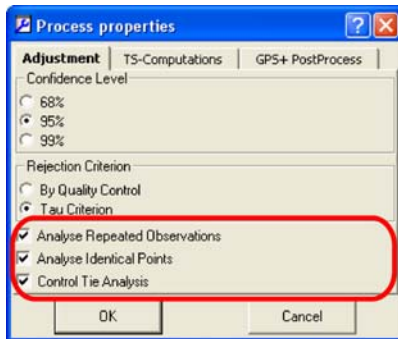 Process properties
Adjustment TS-Computations GPS+ PostProcess
Confidence Level
68%
95%
99%
Rejection Criterion
By Quality Control
Tau Criterion
Analyse Repeated Observations
Analyse Identical Points
Control Tie Analysis
OK Cancel